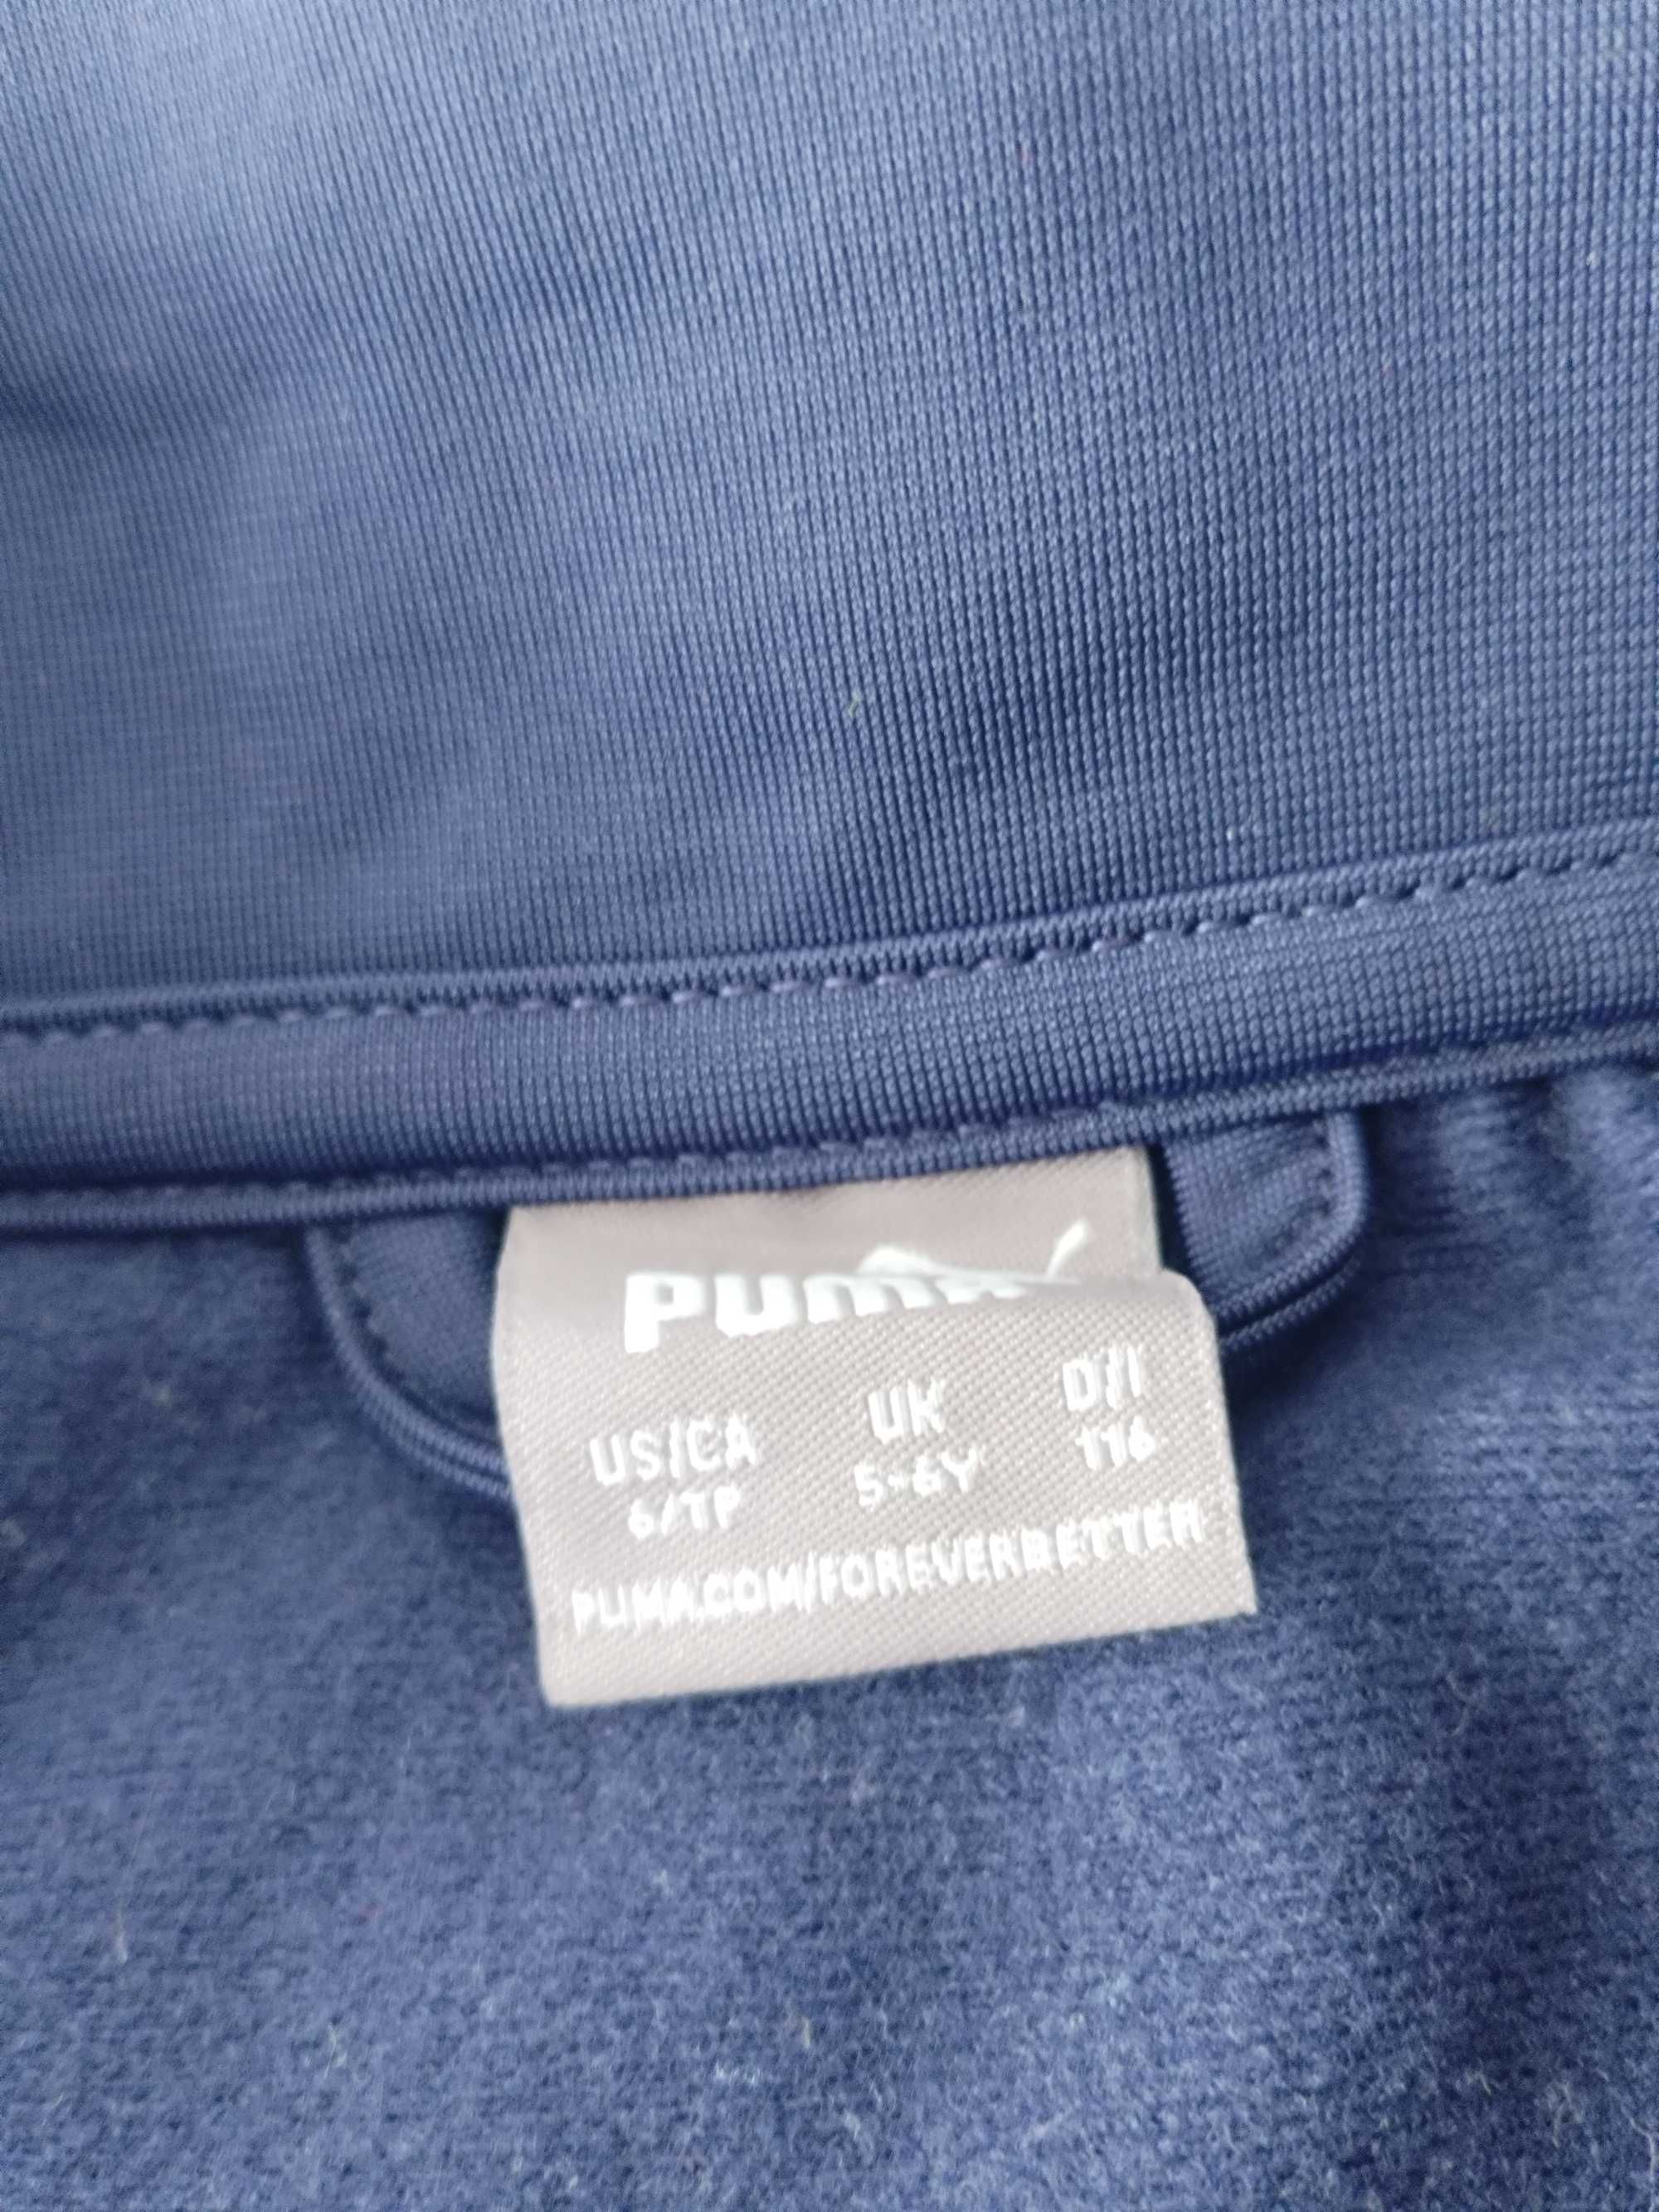 PUMA
US/CA UK D/I
6/TP 5-6Y 116
PUMA.COM/FOREVERBETTER